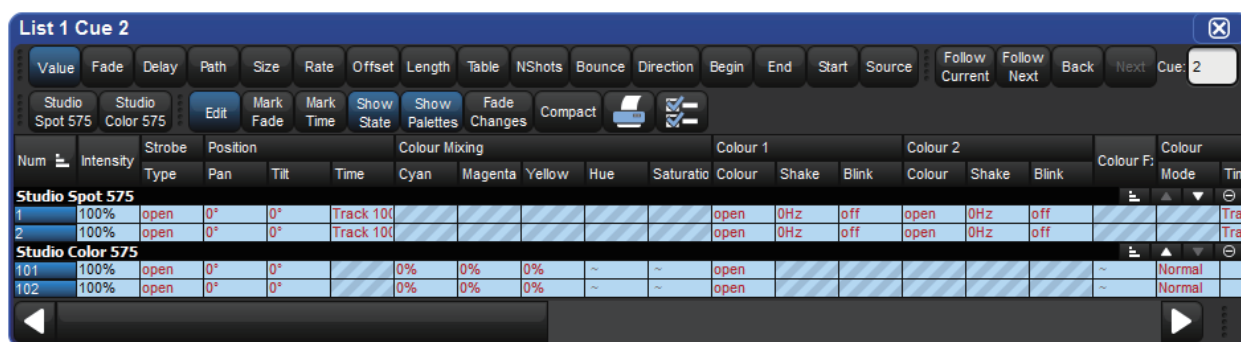 List 1 Cue 2
Value Fade Delay Path Size Rate Offset Length Table NShots Bounce Direction Begin End Start Source Follow Current Follow Next Back Next Cue: 2
Studio Spot 575 Studio Color 575 Edit Mark Fade Mark Time Show State Show Palettes Fade Changes Compact
Num Intensity Strobe Position Colour Mixing Colour 1 Colour 2 Colour Fx Colour
Type Pan Tilt Time Cyan Magenta Yellow Hue Saturatio Colour Shake Blink Colour Shake Blink Mode Tin
Studio Spot 575
1 100% open 0° 0° Track 100 open 0Hz off open 0Hz off Tra
2 100% open 0° 0° Track 100 open 0Hz off open 0Hz off Tra
Studio Color 575
101 100% open 0° 0° 0% 0% 0% ~ ~ open ~ Normal
102 100% open 0° 0° 0% 0% 0% ~ ~ open ~ Normal